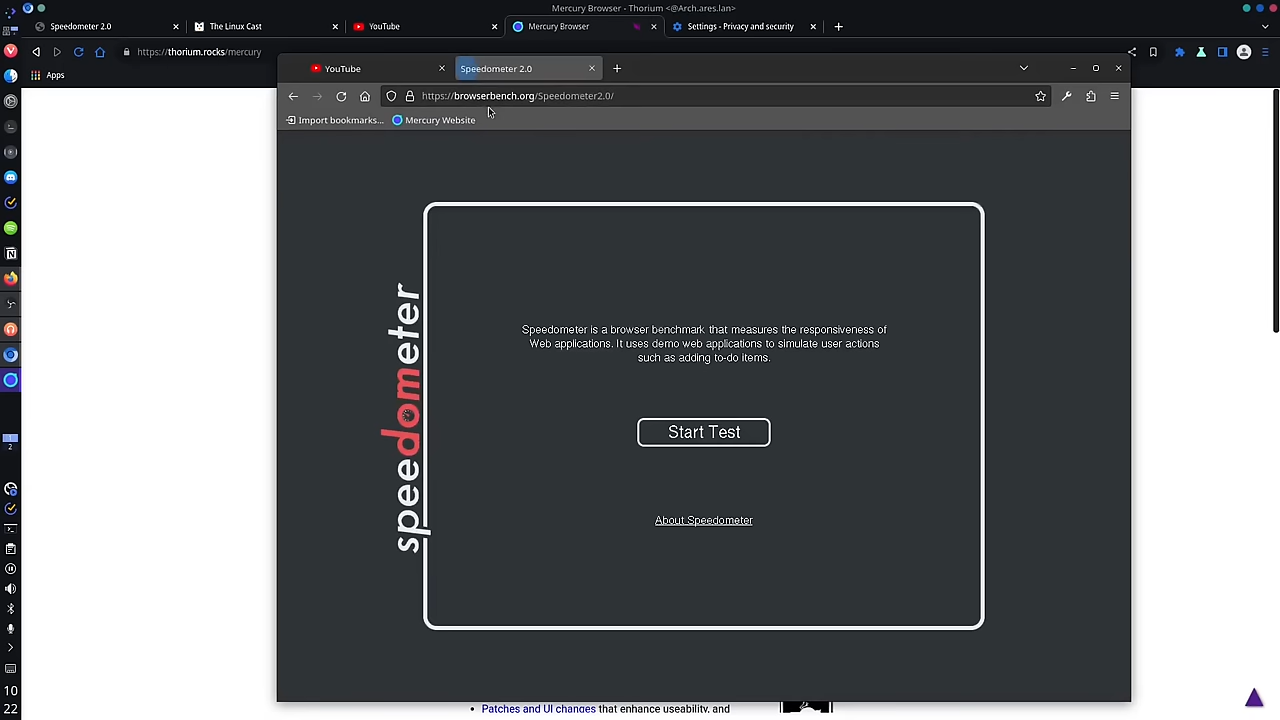 Mercury Browser - Thorium <@Arch.ares.lan>
Speedometer 2.0
The Linux Cast
YouTube
Mercury Browser
Settings - Privacy and security
https://thorium.rocks/mercury
Apps
YouTube
Speedometer 2.0
https://browserbench.org/Speedometer2.0/
Import bookmarks...
Mercury Website
speedometer
Speedometer is a browser benchmark that measures the responsiveness of
Web applications. It uses demo web applications to simulate user actions
such as adding to-do items.
Start Test
About Speedometer
1
2
10
22
• Patches and UI changes that enhance useability, and